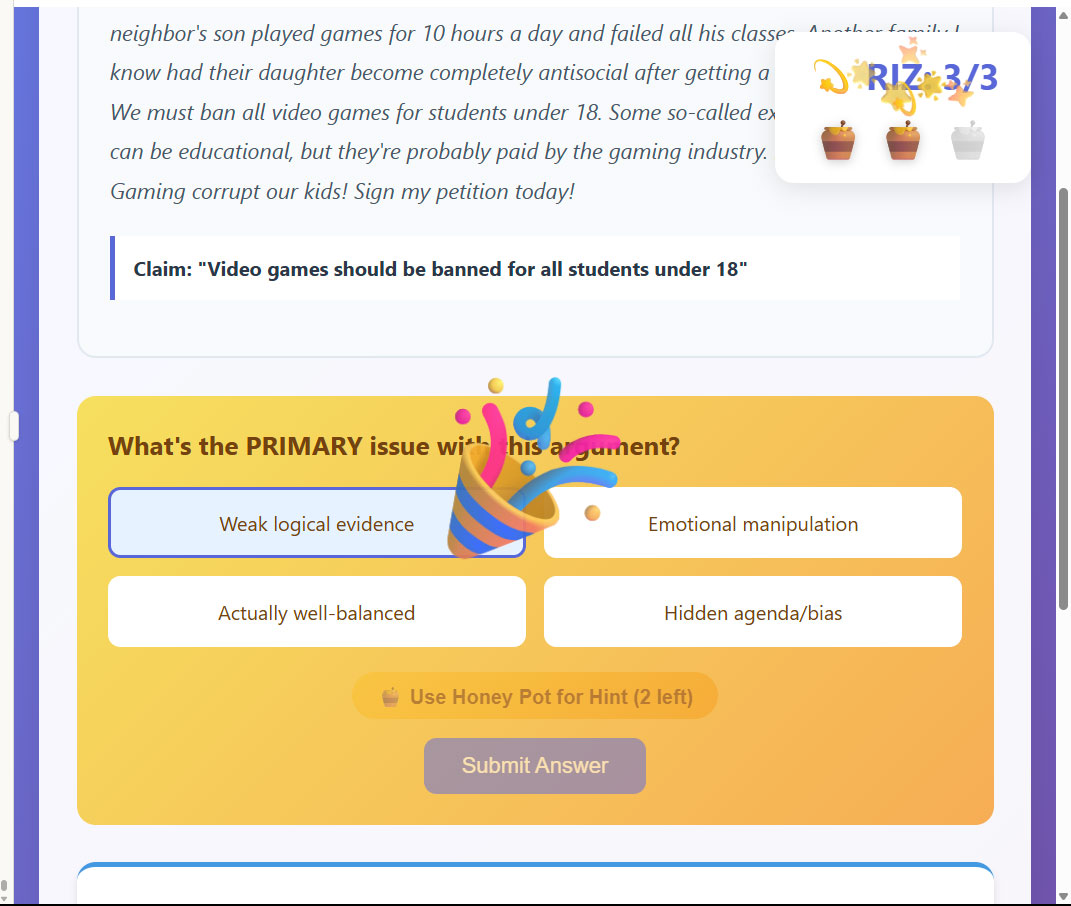 neighbor's son played games for 10 hours a day and failed all his classes. Another family I
know had their daughter become completely antisocial after getting a
We must ban all video games for students under 18. Some so-called ex
can be educational, but they're probably paid by the gaming industry.
Gaming corrupt our kids! Sign my petition today!
RIZ: 3/3
Claim: "Video games should be banned for all students under 18"
What's the PRIMARY issue with this argument?
Weak logical evidence
Emotional manipulation
Actually well-balanced
Hidden agenda/bias
Use Honey Pot for Hint (2 left)
Submit Answer